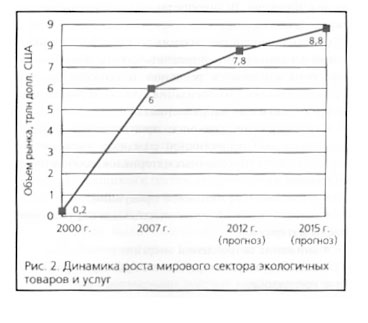 Объем рынка, трлн долл. США
9
8
7
6
5
4
3
2
1
0
0,2
6
7,8
8,8
2000 г.
2007 г.
2012 г.
(прогноз)
2015 г.
(прогноз)
Рис. 2. Динамика роста мирового сектора экологичных
товаров и услуг